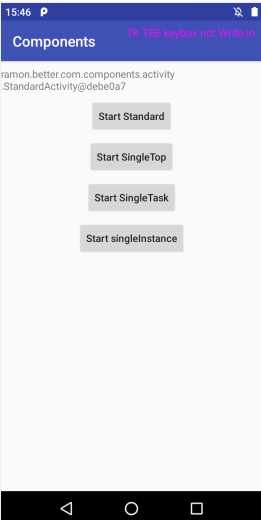 15:46
TK TEE keybox not Write in
Components
ramon.better.com.components.activity
.StandardActivity@debe0a7
Start Standard
Start SingleTop
Start SingleTask
Start singleInstance